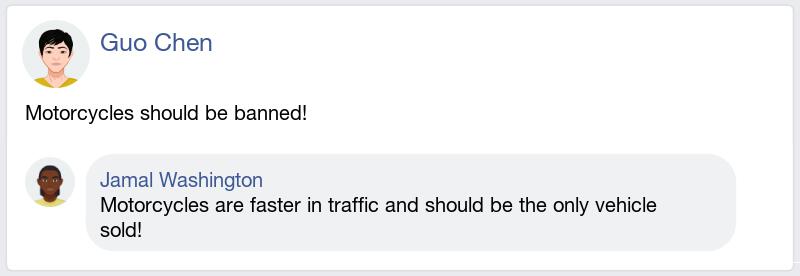 Guo Chen
Motorcycles should be banned!
Jamal Washington
Motorcycles are faster in traffic and should be the only vehicle
sold!